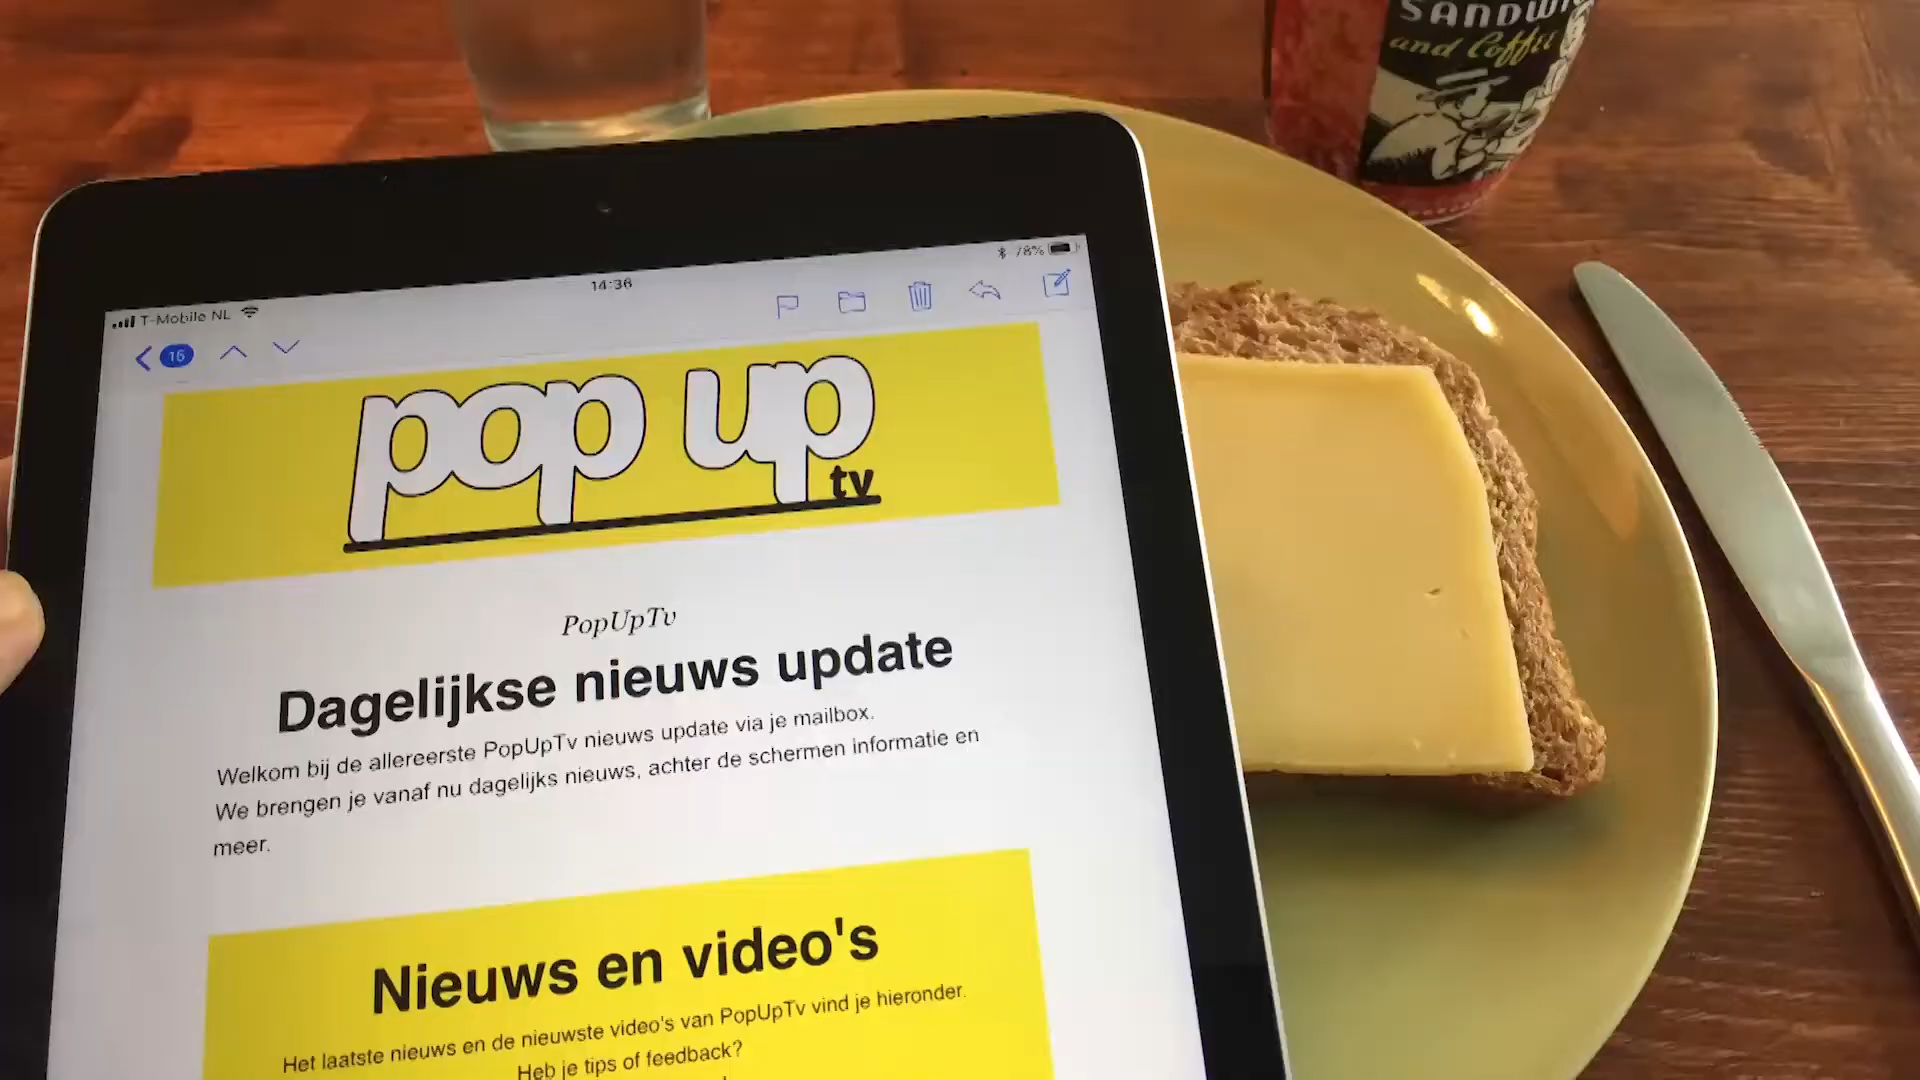 SANDWI
and Coffee
78%
14:36
T-Mobile NL
16
pop up
tv
PopUpTv
Dagelijkse nieuws update
Welkom bij de allereerste PopUpTv nieuws update via je mailbox.
We brengen je vanaf nu dagelijks nieuws, achter de schermen informatie en
meer.
Nieuws en video's
Het laatste nieuws en de nieuwste video's van PopUpTv vind je hieronder.
Heb je tips of feedback?